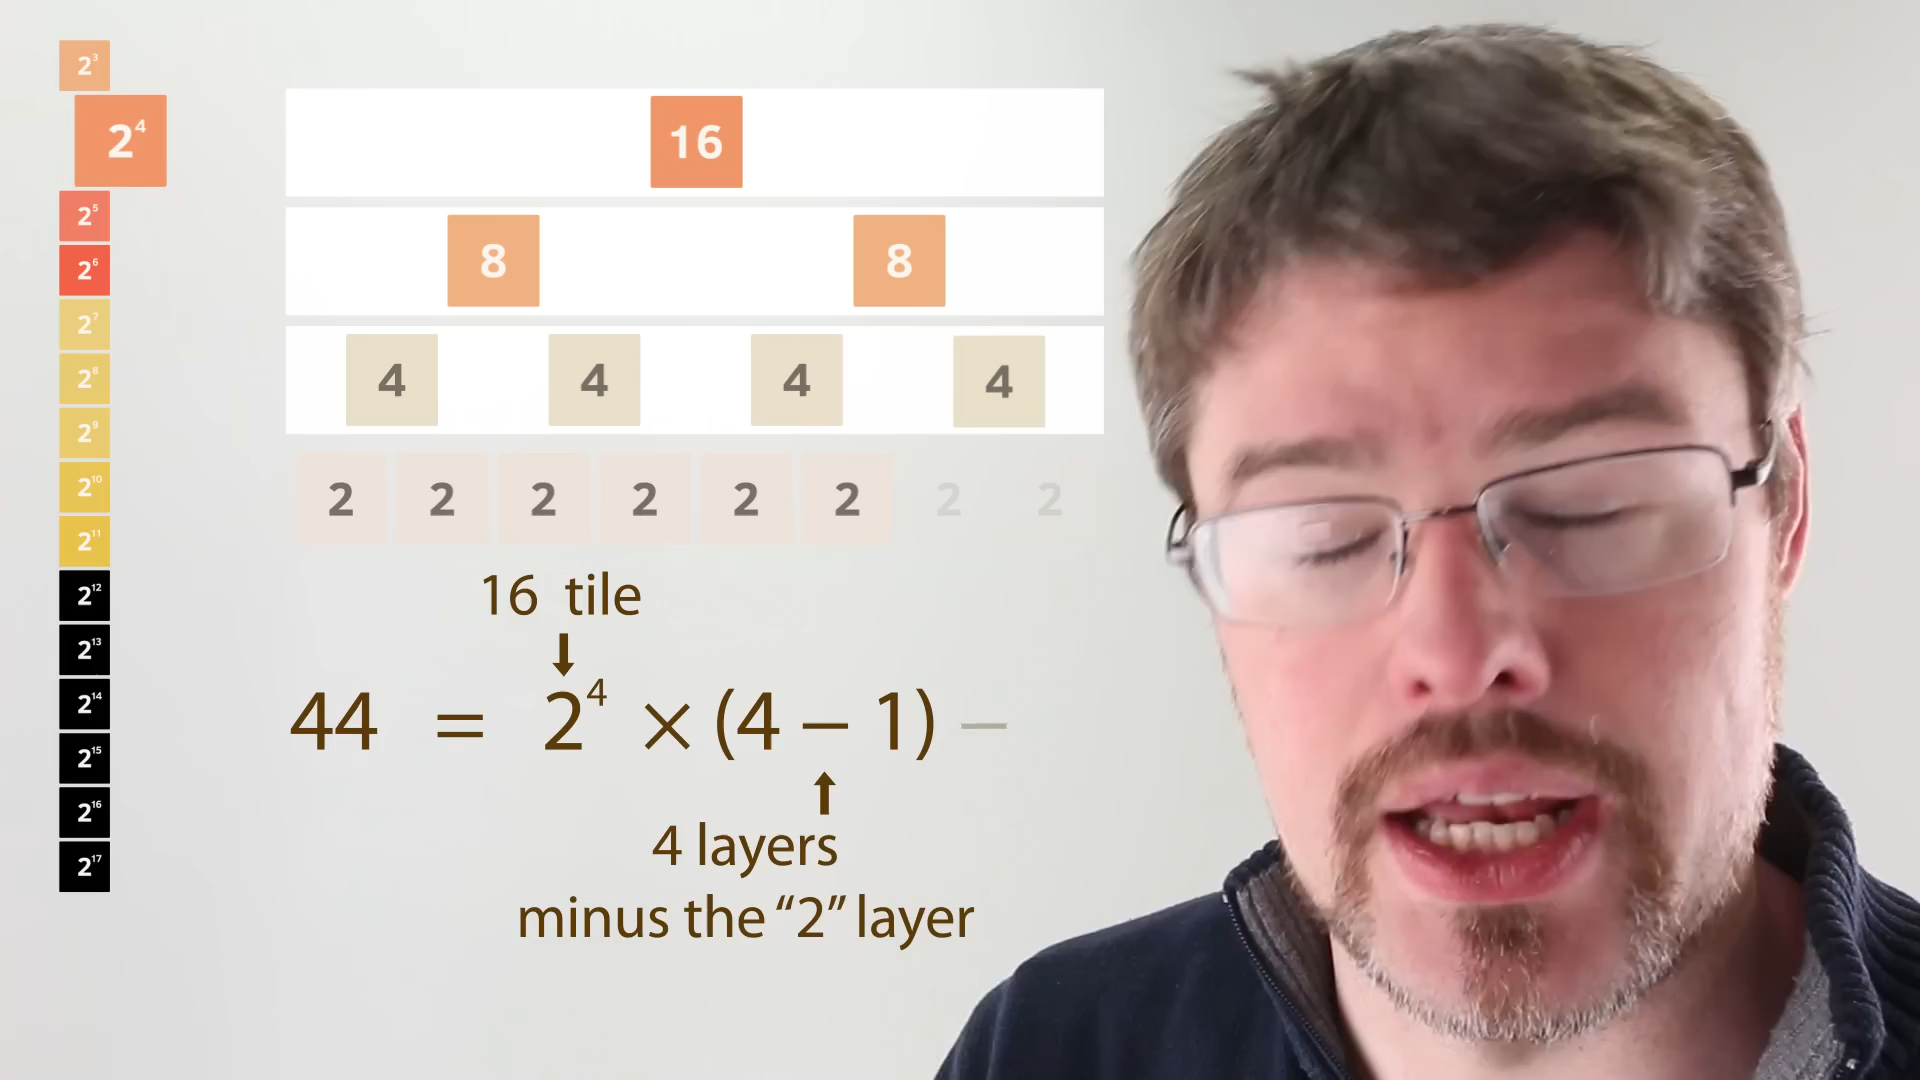 2³
2⁴
2⁵
2⁶
2⁷
2⁸
2⁹
2¹⁰
2¹¹
2¹²
2¹³
2¹⁴
2¹⁵
2¹⁶
2¹⁷
16
8 8
4 4 4 4
2 2 2 2 2 2 2 2
16 tile
44 = 2⁴ × (4 – 1) –
4 layers
minus the “2” layer